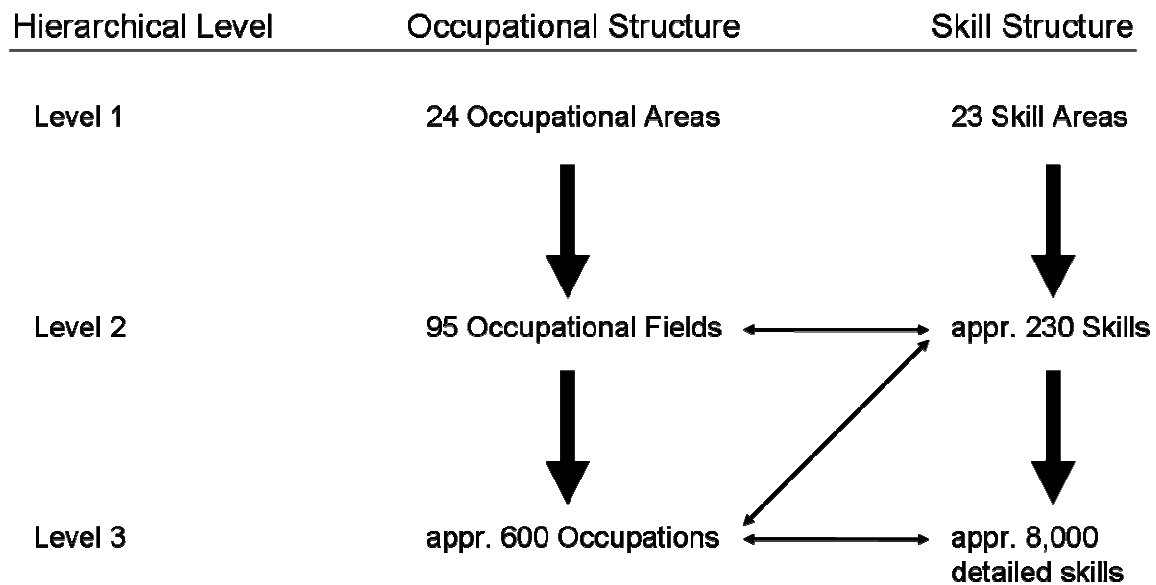 Hierarchical Level Occupational Structure Skill Structure
Level 1 24 Occupational Areas 23 Skill Areas
Level 2 95 Occupational Fields appr. 230 Skills
Level 3 appr. 600 Occupations appr. 8,000
detailed skills